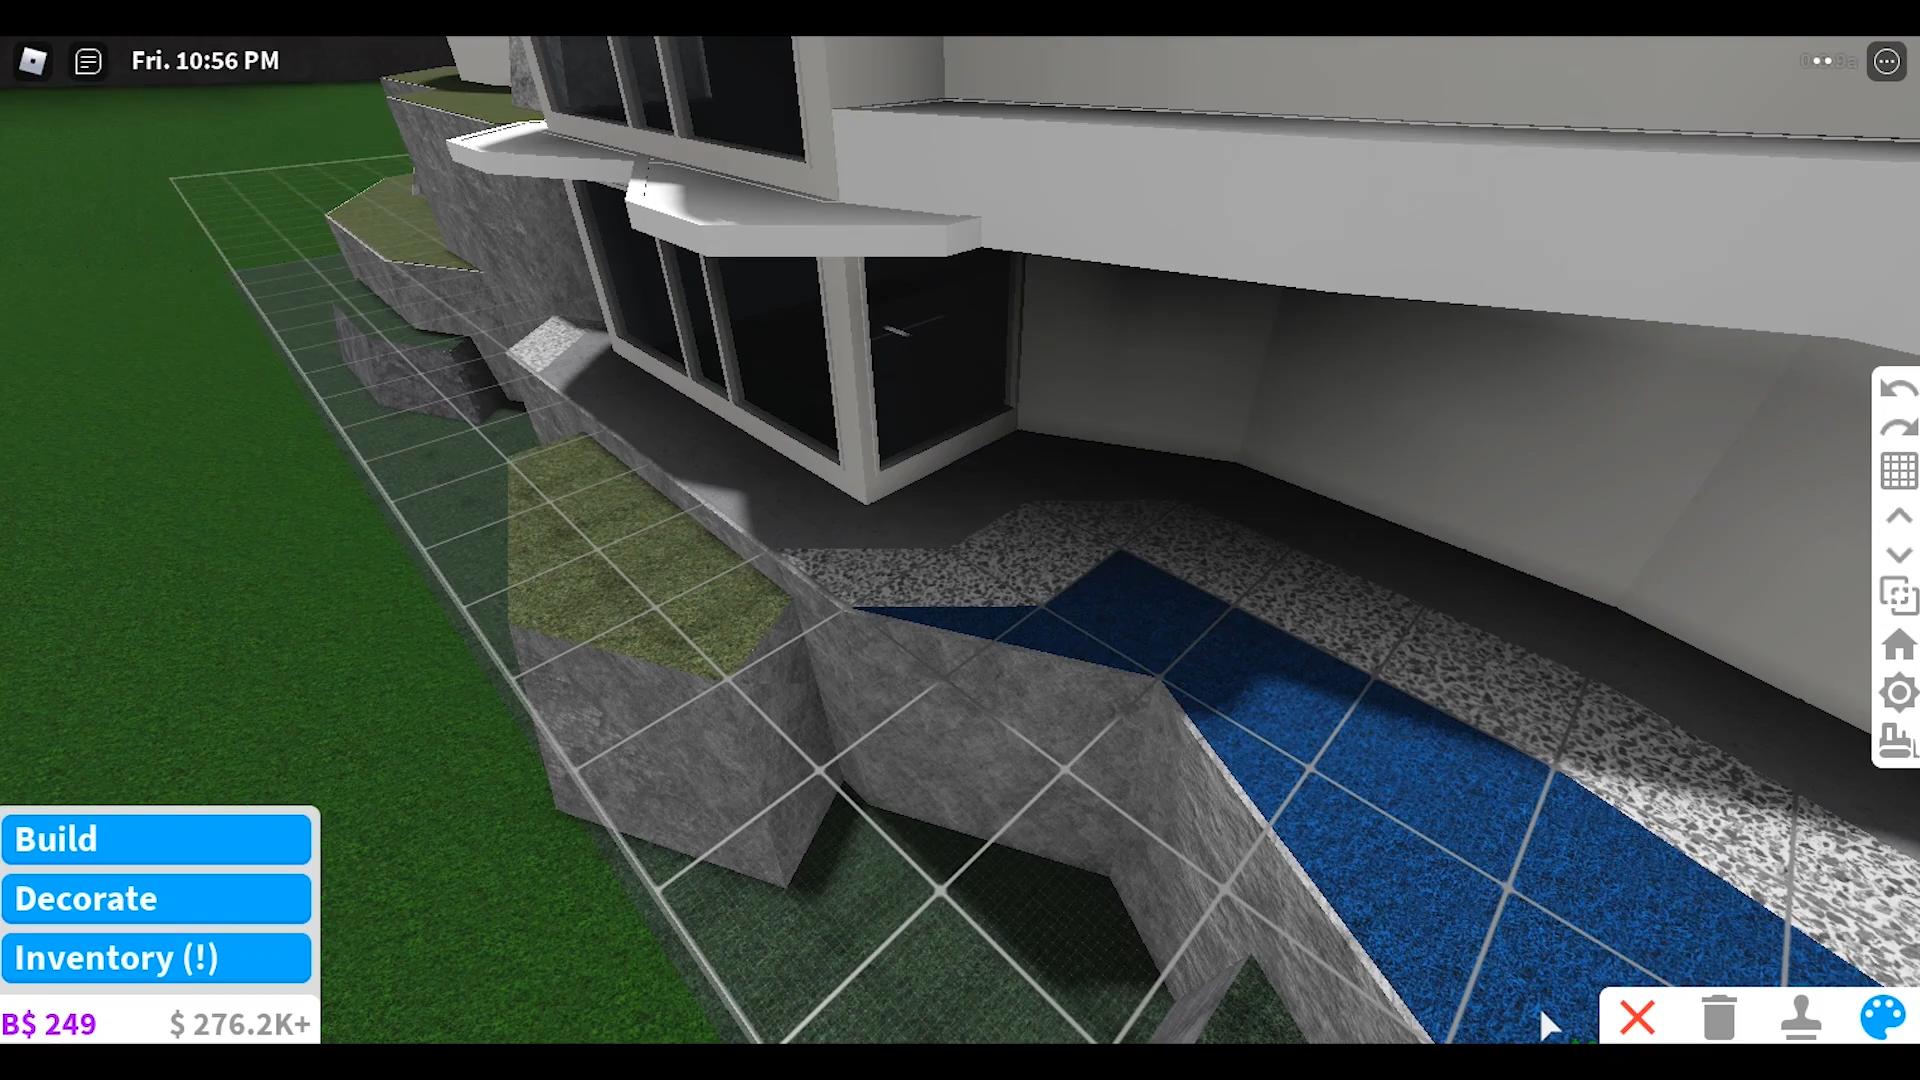 Fri. 10:56 PM
Build
Decorate
Inventory (!)
B$ 249 $ 276.2K+